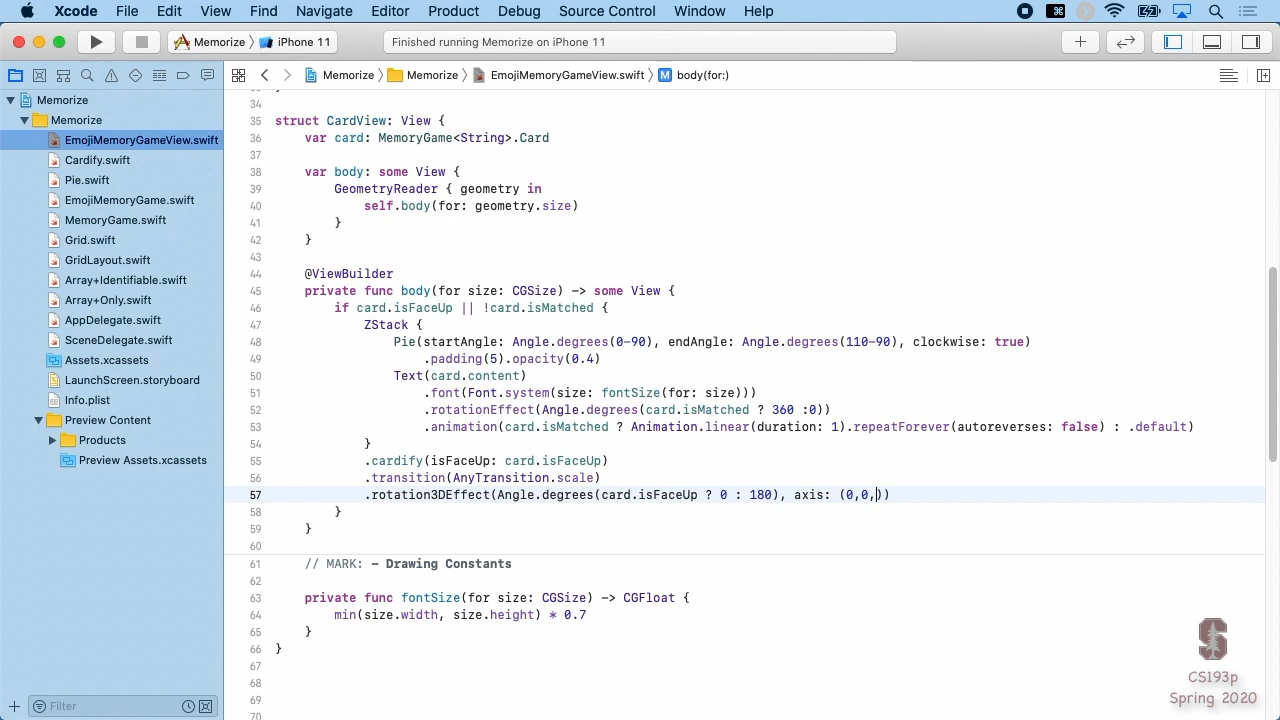 Xcode File Edit View Find Navigate Editor Product Debug Source Control Window Help
Memorize iPhone 11 Finished running Memorize on iPhone 11
Memorize Memorize EmojiMemoryGameView.swift M body(for:)
Memorize
Memorize
EmojiMemoryGameView.swift
Cardify.swift
Pie.swift
EmojiMemoryGame.swift
MemoryGame.swift
Grid.swift
GridLayout.swift
Array+Identifiable.swift
Array+Only.swift
AppDelegate.swift
SceneDelegate.swift
Assets.xcassets
LaunchScreen.storyboard
Info.plist
Preview Content
Products
Preview Assets.xcassets
Filter
34
35 struct CardView: View {
36 var card: MemoryGame<String>.Card
37
38 var body: some View {
39 GeometryReader { geometry in
40 self.body(for: geometry.size)
41 }
42 }
43
44 @ViewBuilder
45 private func body(for size: CGSize) -> some View {
46 if card.isFaceUp || !card.isMatched {
47 ZStack {
48 Pie(startAngle: Angle.degrees(0-90), endAngle: Angle.degrees(110-90), clockwise: true)
49 .padding(5).opacity(0.4)
50 Text(card.content)
51 .font(Font.system(size: fontSize(for: size)))
52 .rotationEffect(Angle.degrees(card.isMatched ? 360 :0))
53 .animation(card.isMatched ? Animation.linear(duration: 1).repeatForever(autoreverses: false) : .default)
54 }
55 .cardify(isFaceUp: card.isFaceUp)
56 .transition(AnyTransition.scale)
57 .rotation3DEffect(Angle.degrees(card.isFaceUp ? 0 : 180), axis: (0,0,))
58 }
59 }
60
61 // MARK: - Drawing Constants
62
63 private func fontSize(for size: CGSize) -> CGFloat {
64 min(size.width, size.height) * 0.7
65 }
66 }
67
68
69
70
CS193p
Spring 2020